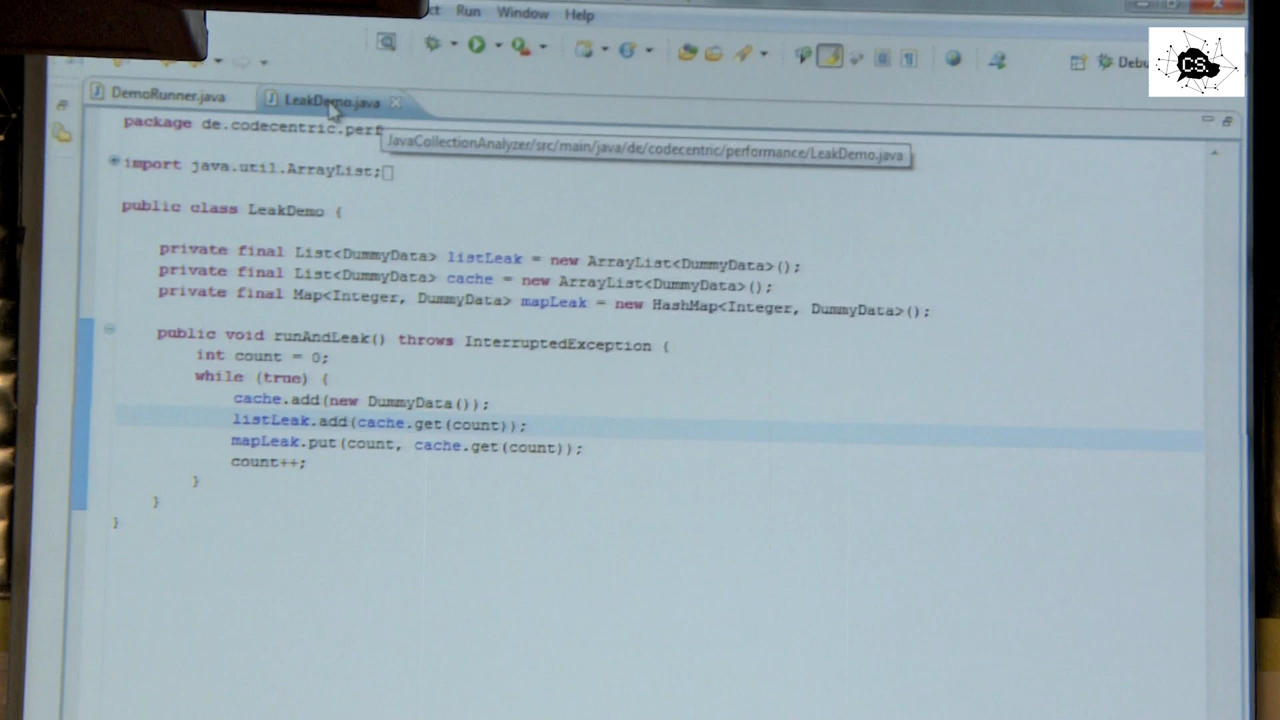 Run Window Help
Debu
CS.
DemoRunner.java LeakDemo.java
package de.codecentric.perf
JavaCollectionAnalyzer/src/main/java/de/codecentric/performance/LeakDemo.java
import java.util.ArrayList;
public class LeakDemo {
private final List<DummyData> listLeak = new ArrayList<DummyData>();
private final List<DummyData> cache = new ArrayList<DummyData>();
private final Map<Integer, DummyData> mapLeak = new HashMap<Integer, DummyData>();
public void runAndLeak() throws InterruptedException {
int count = 0;
while (true) {
cache.add(new DummyData());
listLeak.add(cache.get(count));
mapLeak.put(count, cache.get(count));
count++;
}
}
}